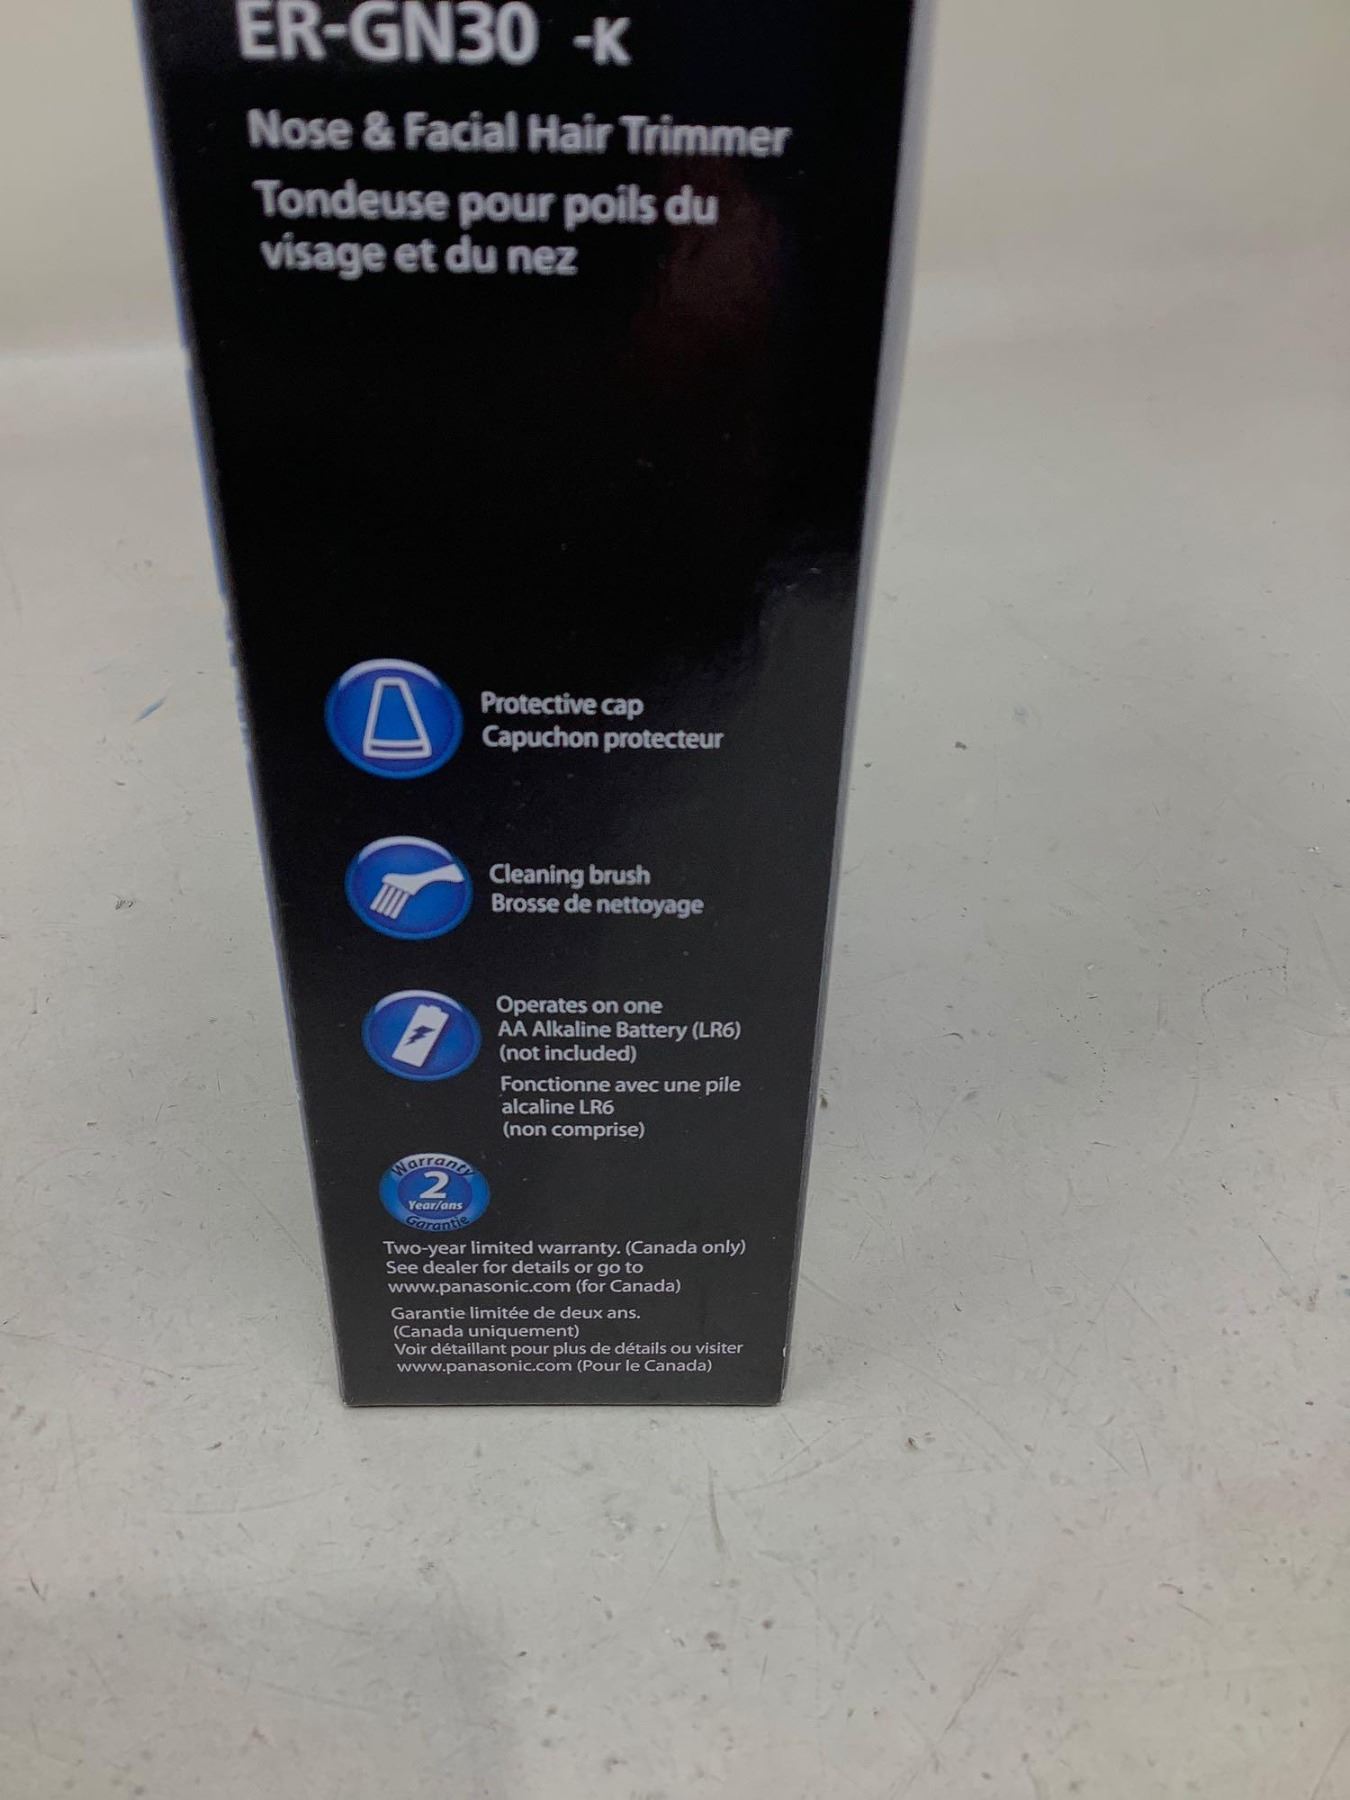 ER-GN30 -K
Nose & Facial Hair Trimmer
Tondeuse pour poils du
visage et du nez
Protective cap
Capuchon protecteur
Cleaning brush
Brosse de nettoyage
Operates on one
AA Alkaline Battery (LR6)
(not included)
Fonctionne avec une pile
alcaline LR6
(non comprise)
Warranty
2
Year/ans
Garantie
Two-year limited warranty. (Canada only)
See dealer for details or go to
www.panasonic.com (for Canada)
Garantie limitée de deux ans.
(Canada uniquement)
Voir détaillant pour plus de détails ou visiter
www.panasonic.com (Pour le Canada)